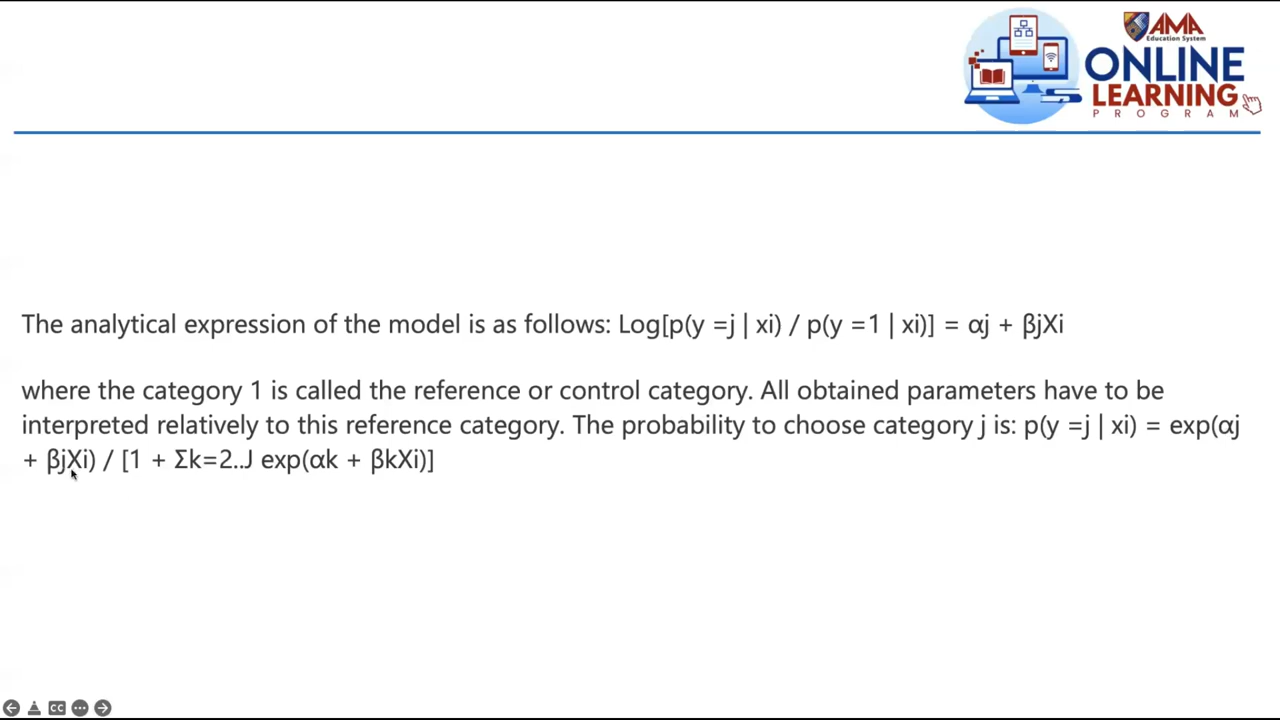 AMA
Education System
ONLINE
LEARNING
PROGRAM
The analytical expression of the model is as follows: Log[p(y =j | xi) / p(y =1 | xi)] = αj + βjXi
where the category 1 is called the reference or control category. All obtained parameters have to be
interpreted relatively to this reference category. The probability to choose category j is: p(y =j | xi) = exp(αj
+ βjXi) / [1 + Σk=2..J exp(αk + βkXi)]
CC